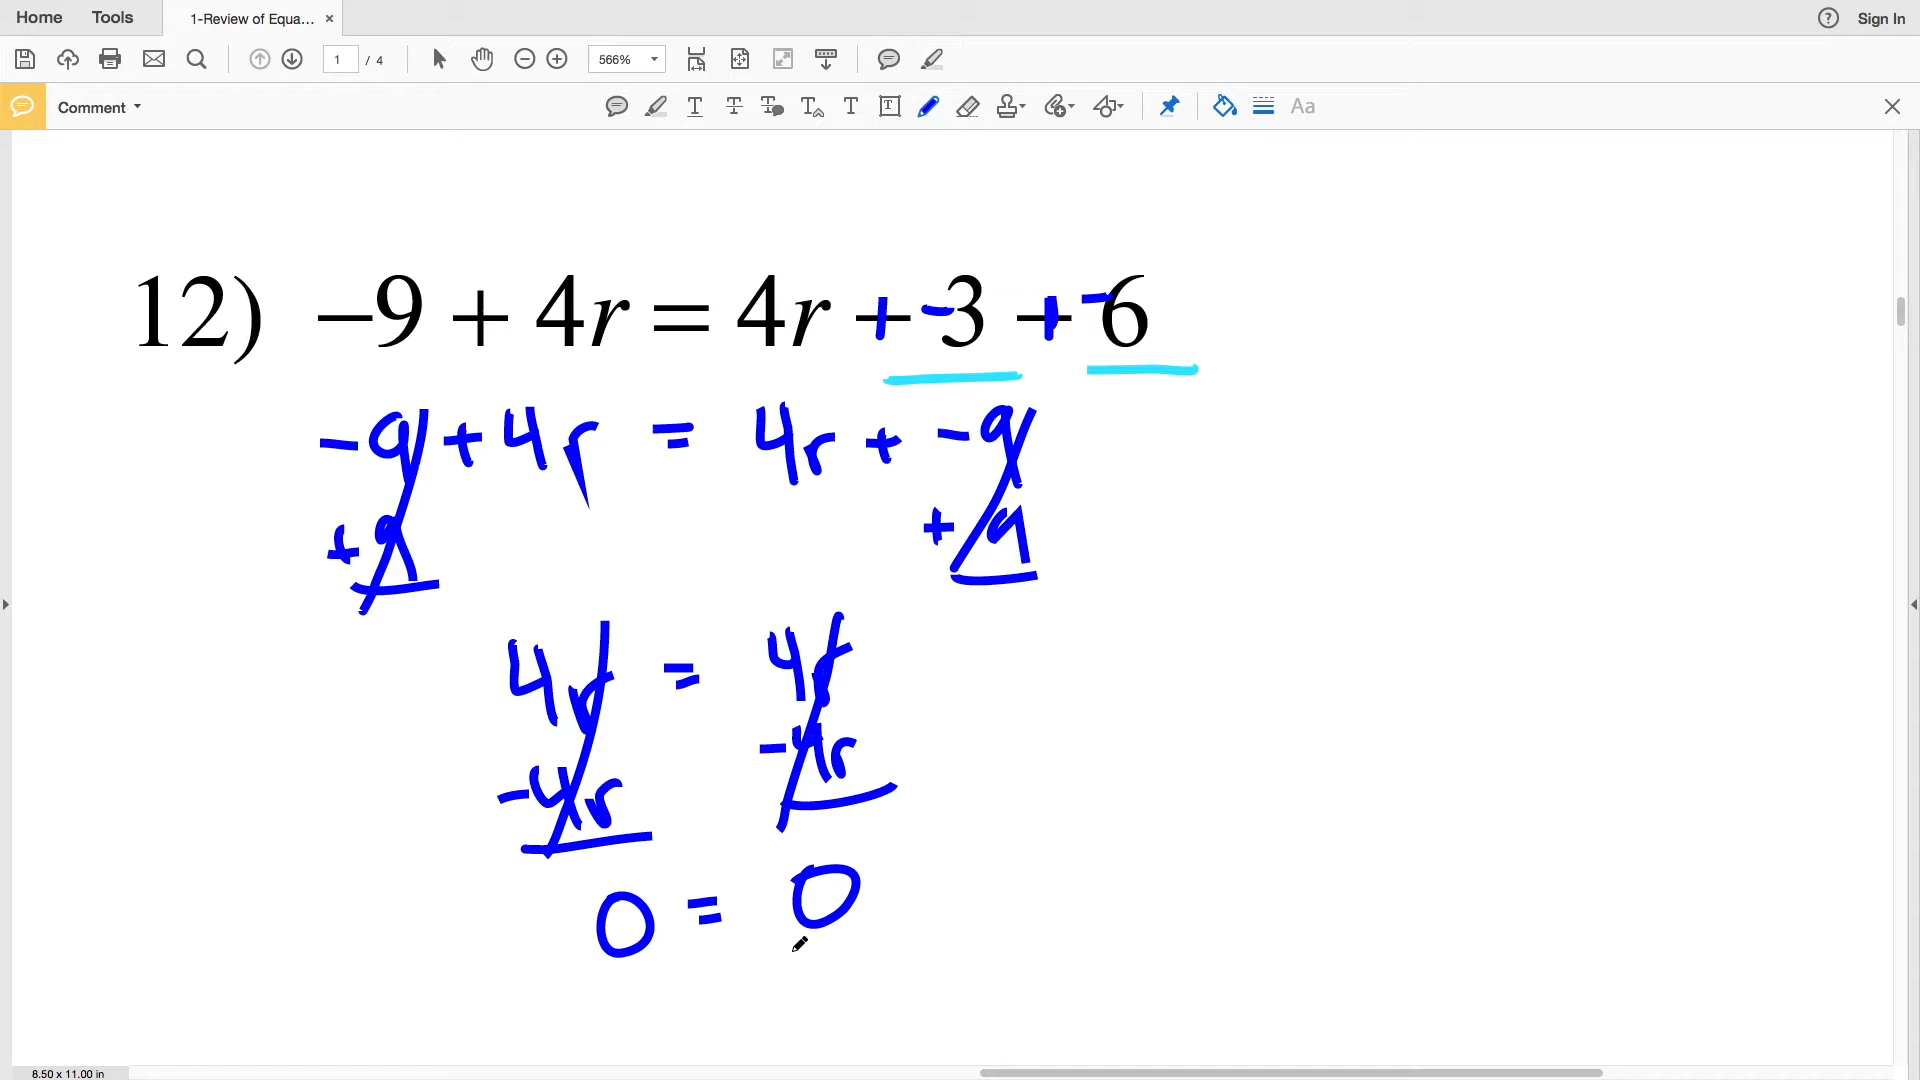 Home Tools 1-Review of Equa... × ? Sign In
1 / 4 566%
Comment Aa
12) −9 + 4r = 4r + -3 + -6
-9 + 4r = 4r + -9
+9 +9
4r = 4r
-4r -4r
0 = 0
8.50 x 11.00 in